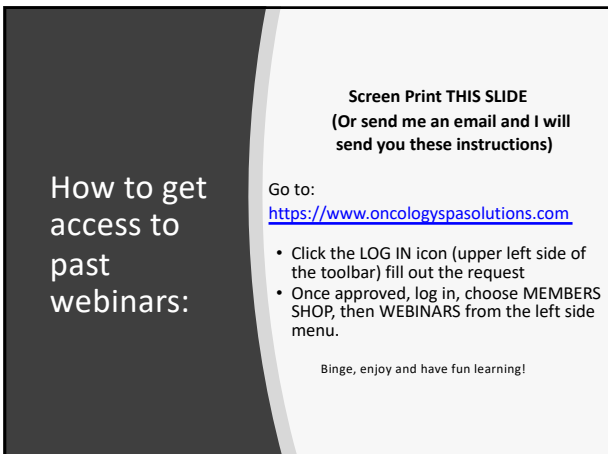 How to get
access to
past
webinars:
Screen Print THIS SLIDE
(Or send me an email and I will
send you these instructions)
Go to:
https://www.oncologyspasolutions.com
• Click the LOG IN icon (upper left side of
the toolbar) fill out the request
• Once approved, log in, choose MEMBERS
SHOP, then WEBINARS from the left side
menu.
Binge, enjoy and have fun learning!